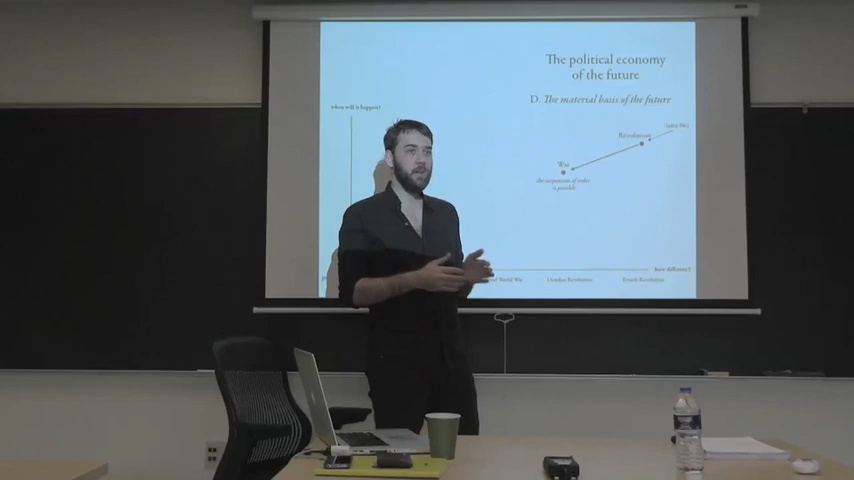 The political economy
of the future
D. The material basis of the future
when will it happen?
Revolution
War
the suspension of order
is possible
how different?
World War
October Revolution
French Revolution